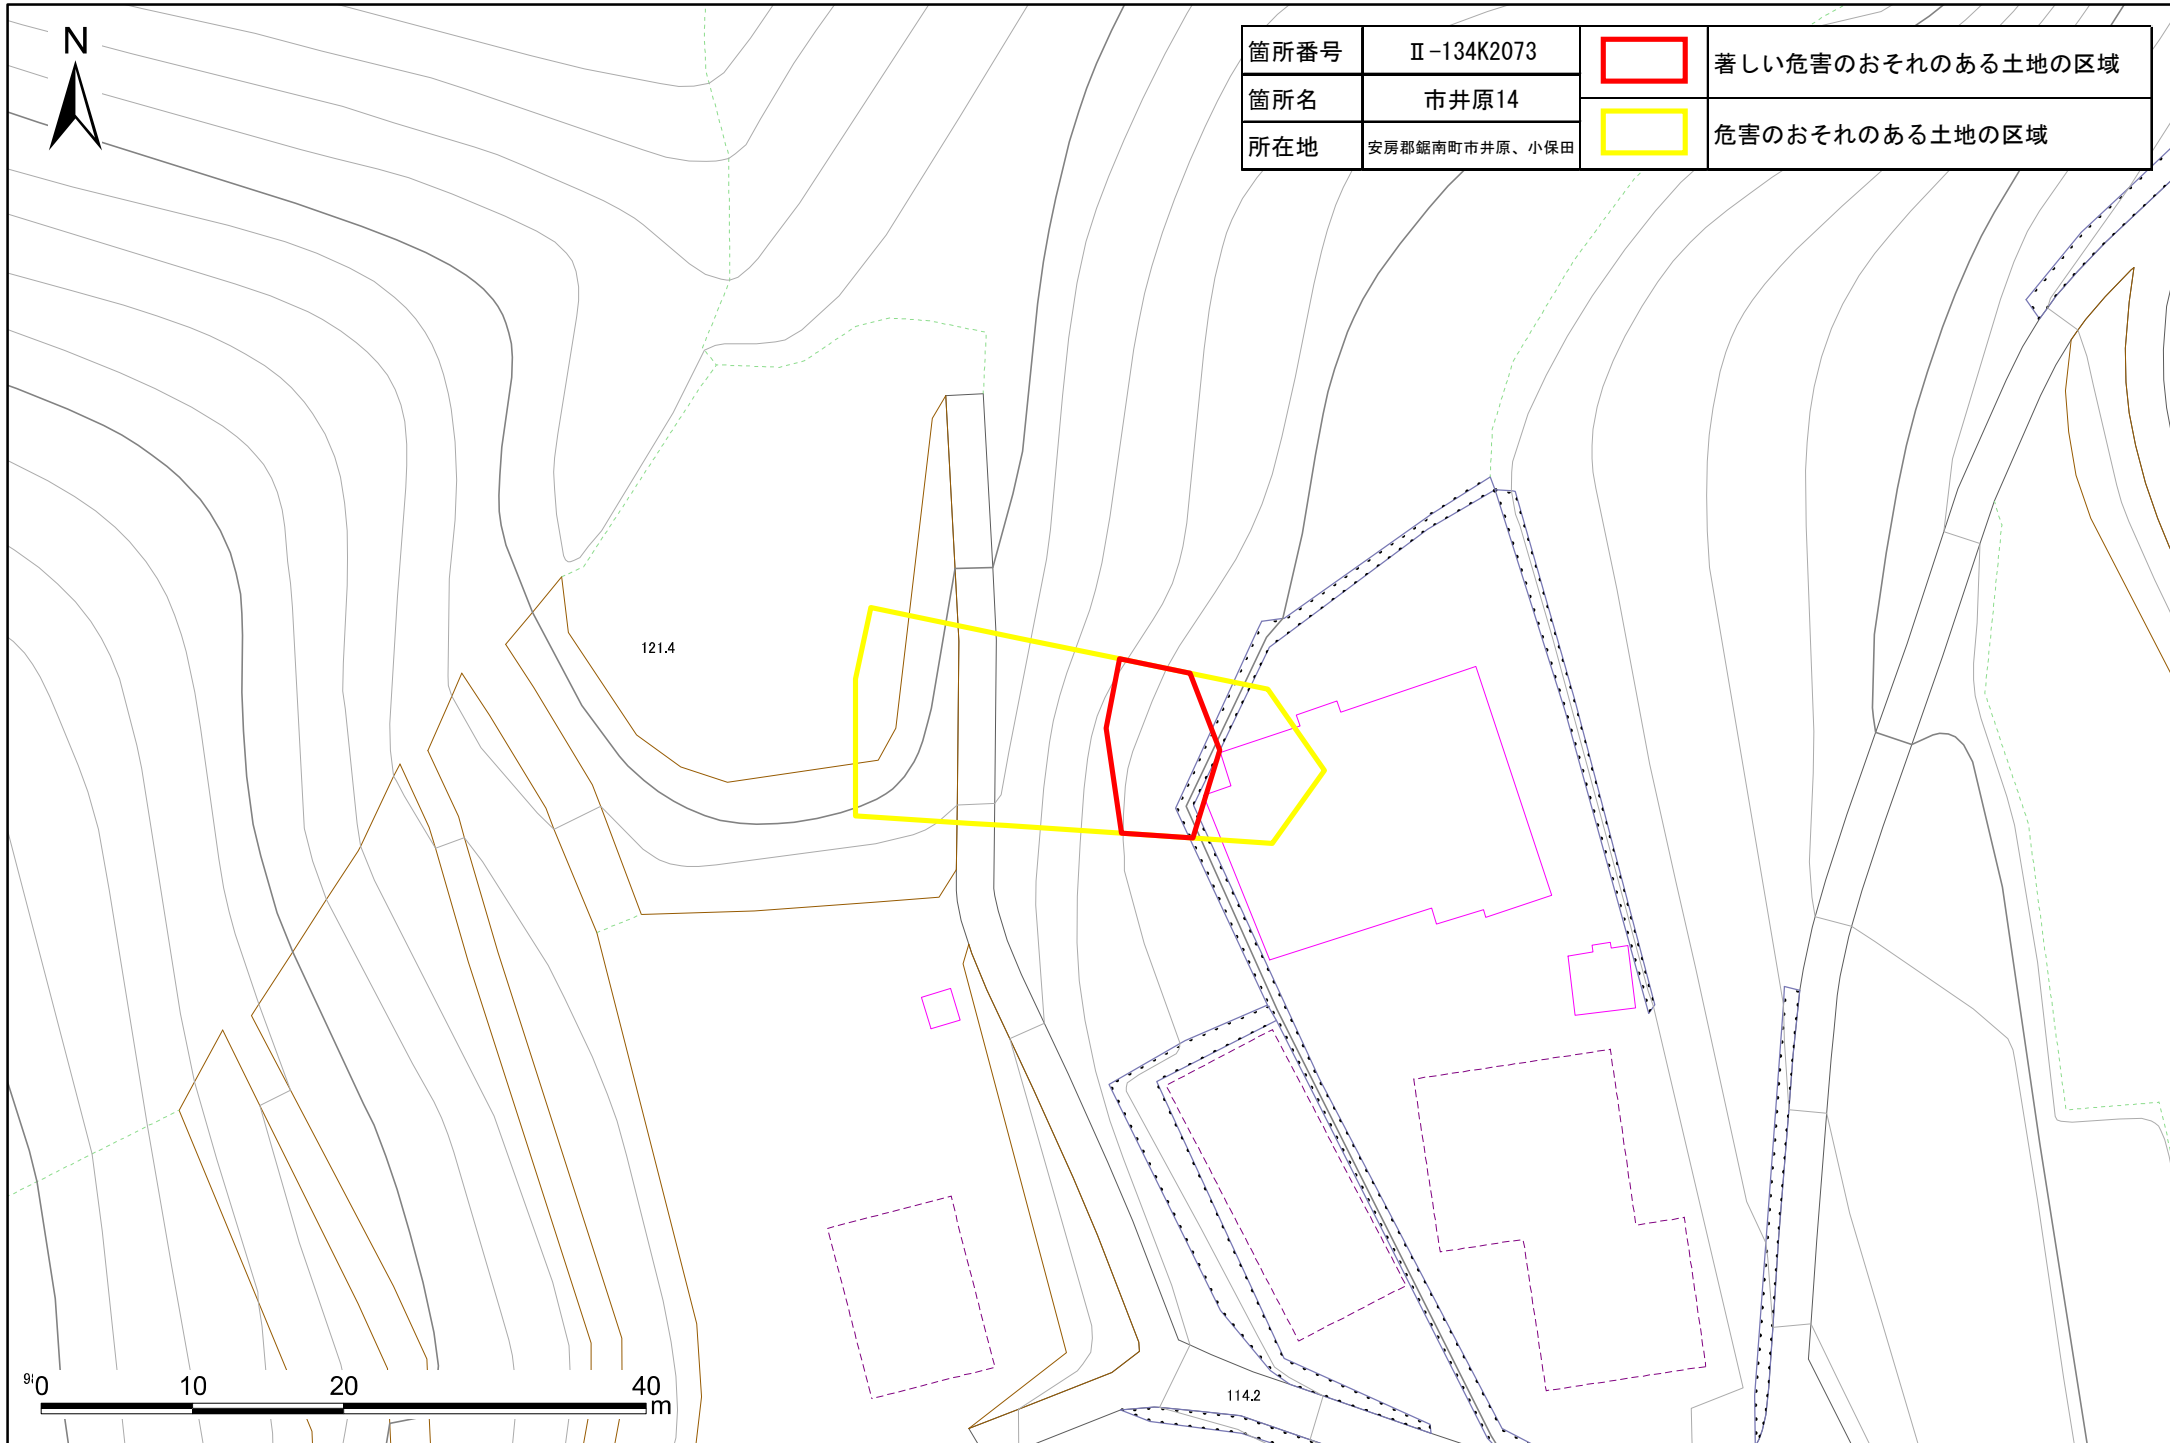 N
箇所番号 Ⅱ-134K2073 著しい危害のおそれのある土地の区域
箇所名 市井原14
所在地 安房郡鋸南町市井原、小保田 危害のおそれのある土地の区域
121.4
114.2
0 10 20 40 m